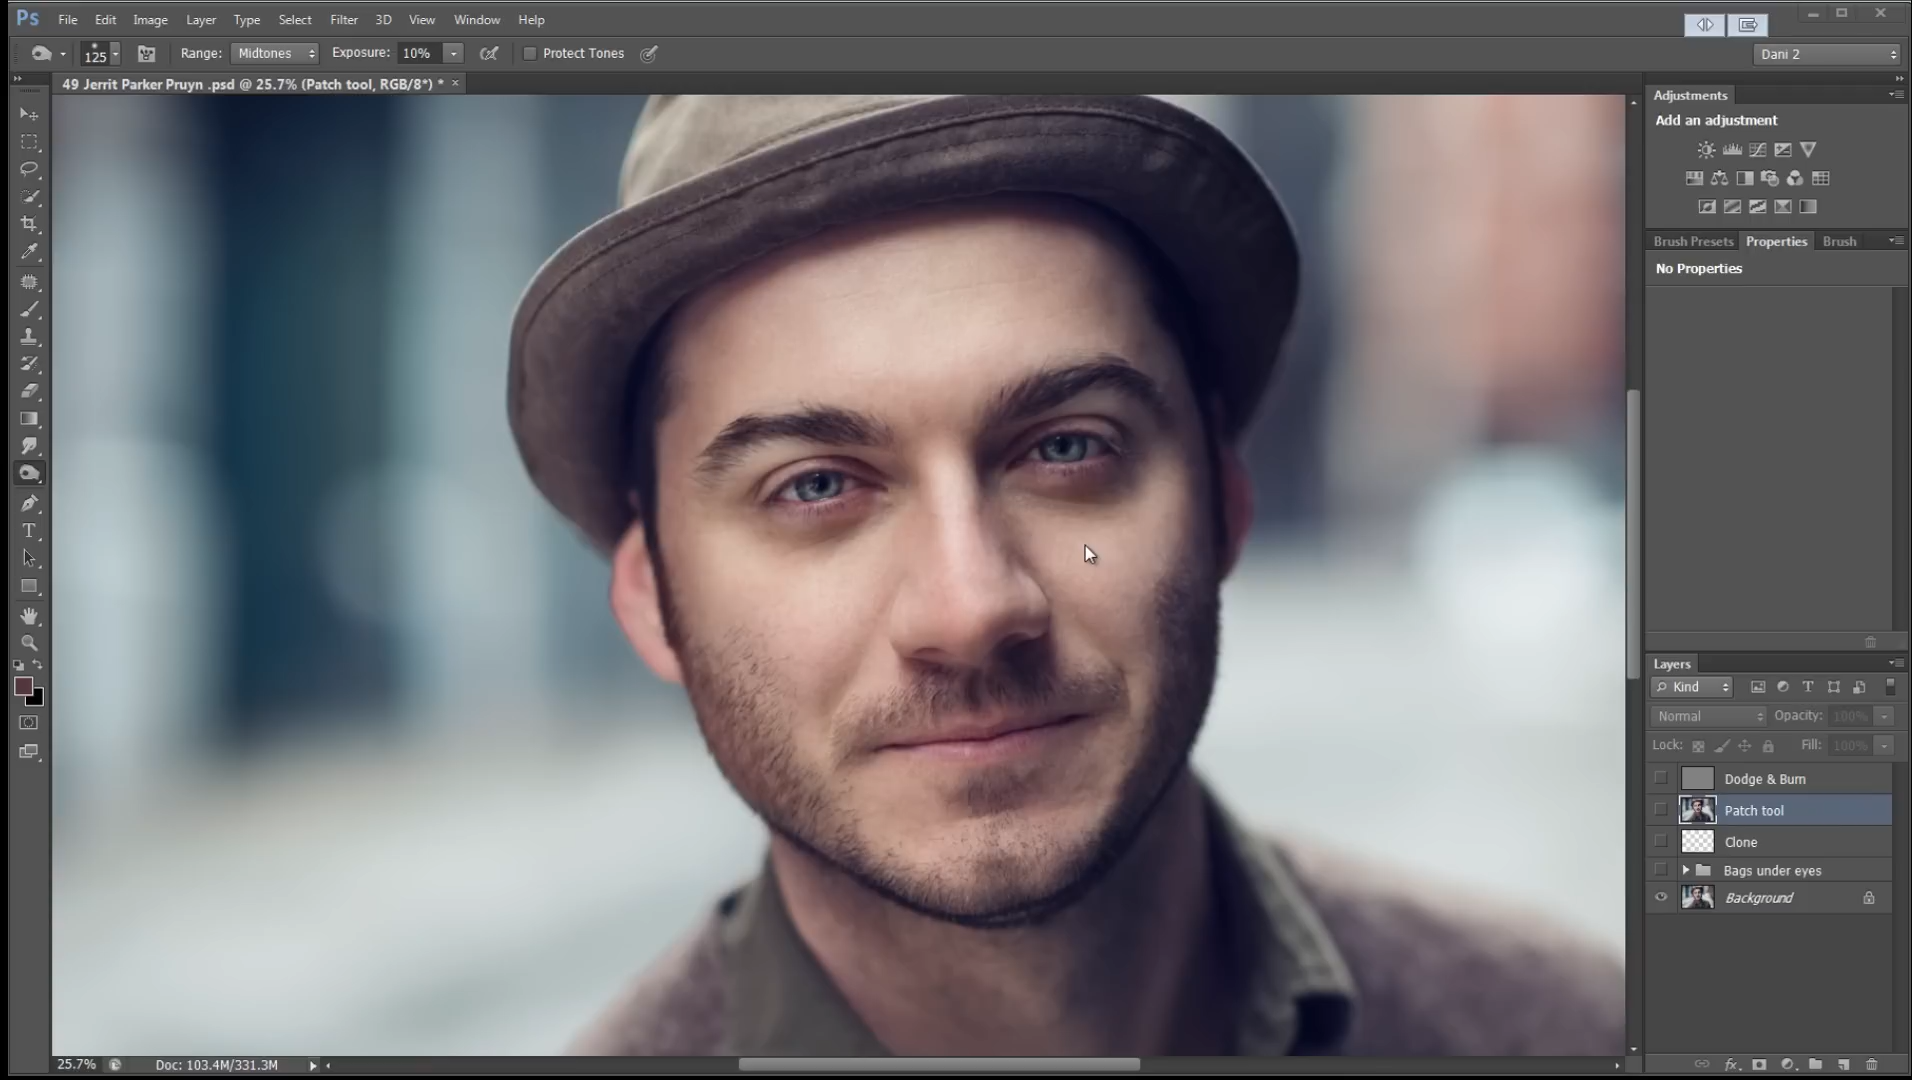 Ps File Edit Image Layer Type Select Filter 3D View Window Help
125 Range: Midtones Exposure: 10% Protect Tones Dani 2
49 Jerrit Parker Pruyn .psd @ 25.7% (Patch tool, RGB/8*) * ×
Adjustments
Add an adjustment
Brush Presets Properties Brush
No Properties
T
Layers
Kind T
Normal Opacity: 100%
Lock: Fill: 100%
Dodge & Burn
Patch tool
Clone
Bags under eyes
Background
25.7% Doc: 103.4M/331.3M
fx